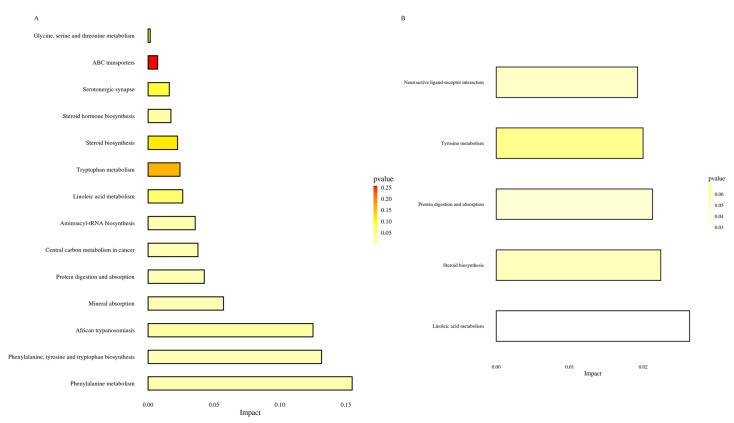 A
Glycine, serine and threonine metabolism
ABC transporters
Serotonergic synapse
Steroid hormone biosynthesis
Steroid biosynthesis
Tryptophan metabolism
Linoleic acid metabolism
Aminoacyl-tRNA biosynthesis
Central carbon metabolism in cancer
Protein digestion and absorption
Mineral absorption
African trypanosomiasis
Phenylalanine, tyrosine and tryptophan biosynthesis
Phenylalanine metabolism
0.00 0.05 0.10 0.15
Impact
pvalue
0.25
0.20
0.15
0.10
0.05
B
Neuroactive ligand-receptor interaction
Tyrosine metabolism
Protein digestion and absorption
Steroid biosynthesis
Linoleic acid metabolism
0.00 0.01 0.02
Impact
pvalue
0.06
0.05
0.04
0.03